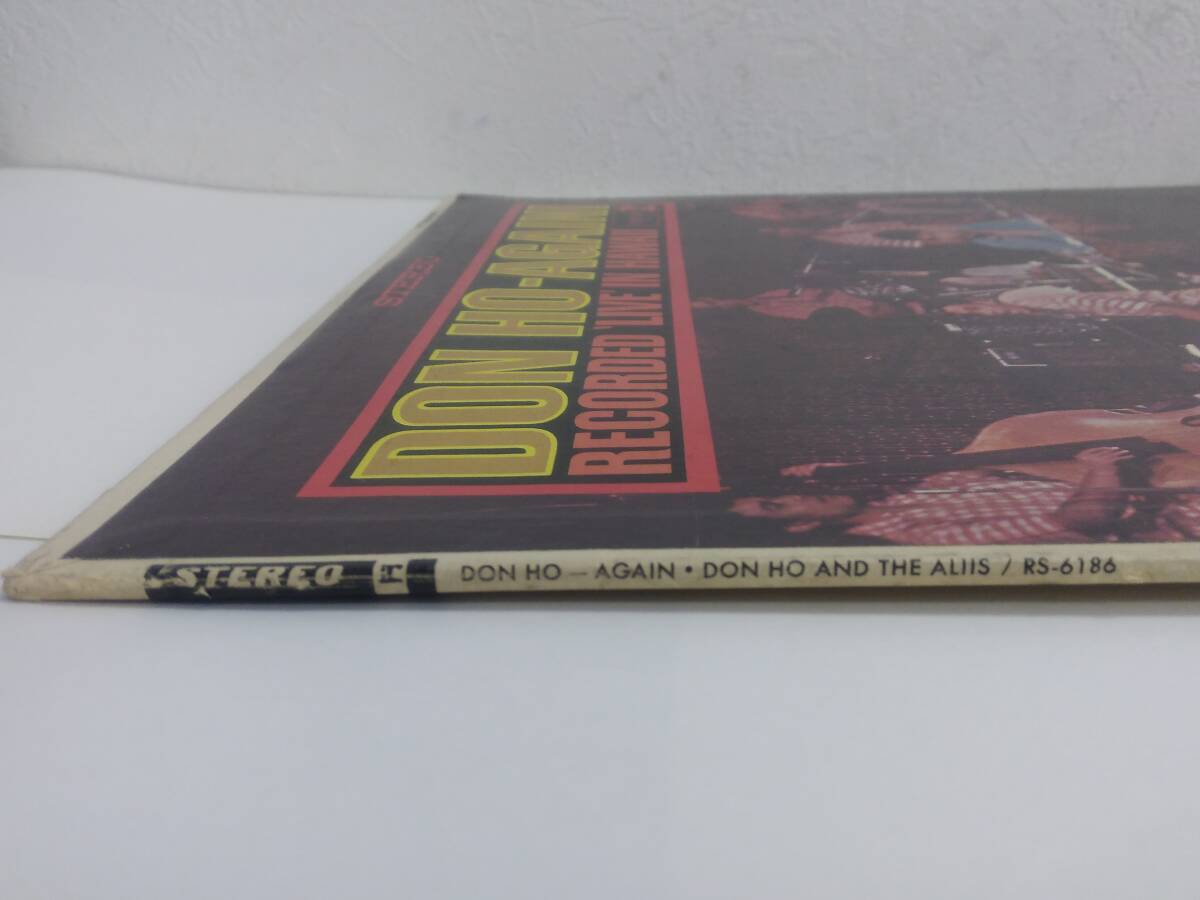 STEREO
DON HO-AGAIN!
RECORDED 'LIVE' IN HAWAII
STEREO DON HO — AGAIN • DON HO AND THE ALIIS / RS-6186